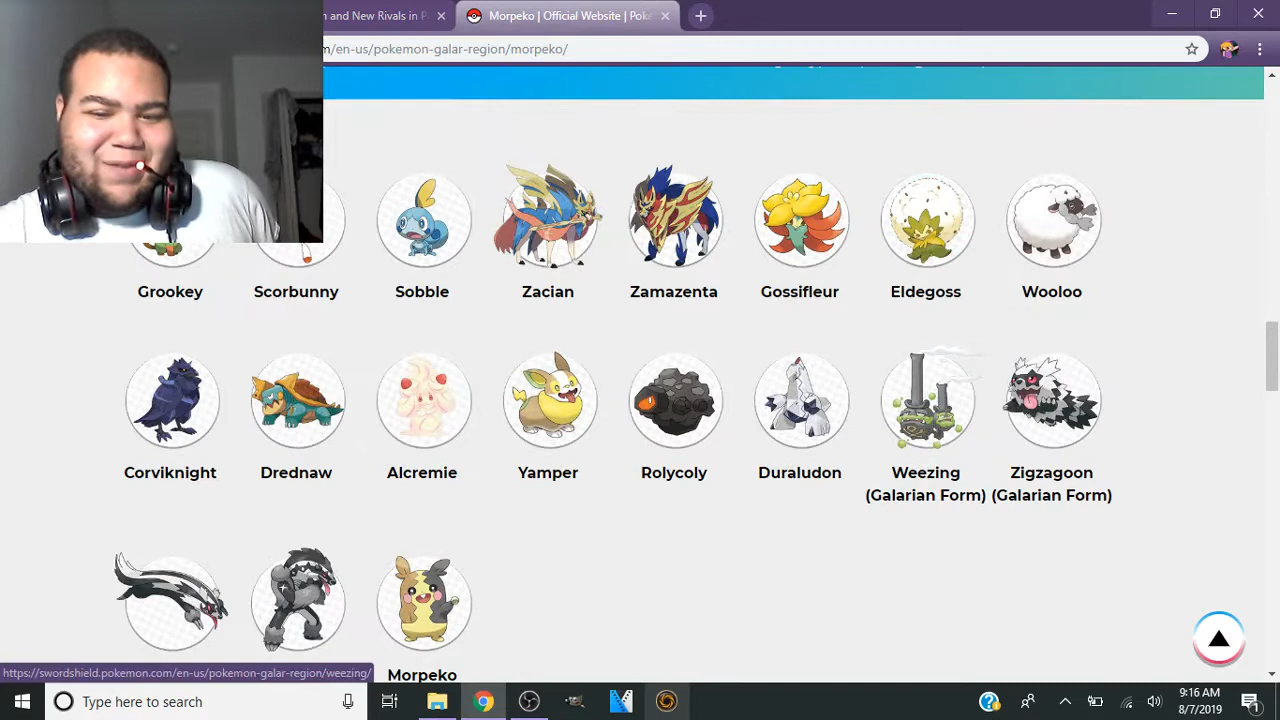 n and New Rivals in P
Morpeko | Official Website | Poké
m/en-us/pokemon-galar-region/morpeko/
Grookey Scorbunny Sobble Zacian Zamazenta Gossifleur Eldegoss Wooloo
Corviknight Drednaw Alcremie Yamper Rolycoly Duraludon Weezing Zigzagoon
(Galarian Form) (Galarian Form)
Morpeko
https://swordshield.pokemon.com/en-us/pokemon-galar-region/weezing/
Type here to search
9:16 AM
8/7/2019
1